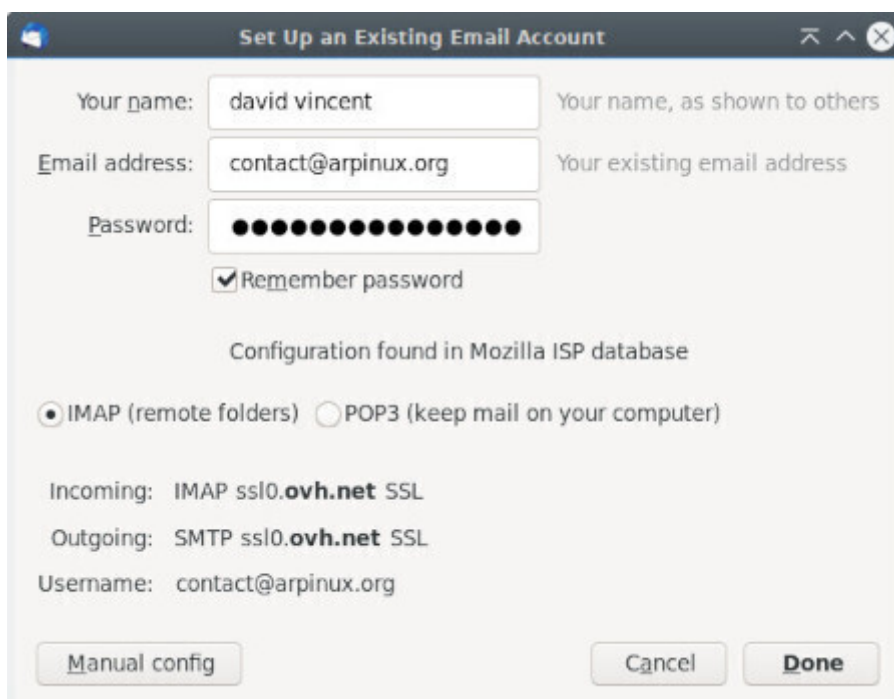 Set Up an Existing Email Account
Your name: david vincent Your name, as shown to others
Email address: contact@arpinux.org Your existing email address
Password: ●●●●●●●●●●●●●●●
Remember password
Configuration found in Mozilla ISP database
IMAP (remote folders) POP3 (keep mail on your computer)
Incoming: IMAP ssl0.ovh.net SSL
Outgoing: SMTP ssl0.ovh.net SSL
Username: contact@arpinux.org
Manual config Cancel Done